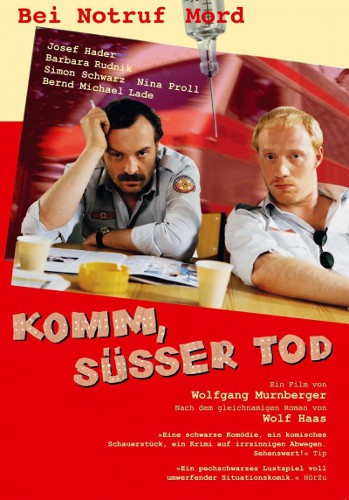 Bei Notruf Mord
Josef Hader
Barbara Rudnik
Simon Schwarz Nina Proll
Bernd Michael Lade
KOMM,
SÜSSER TOD
Ein Film von
Wolfgang Murnberger
Nach dem gleichnamigen Roman von
Wolf Haas
»Eine schwarze Komödie, ein komisches
Schauerstück, ein Krimi auf irrsinnigen Abwegen.
Sehenswert!« Tip
»Ein pechschwarzes Lustspiel voll
umwerfender Situationskomik.« HörZu